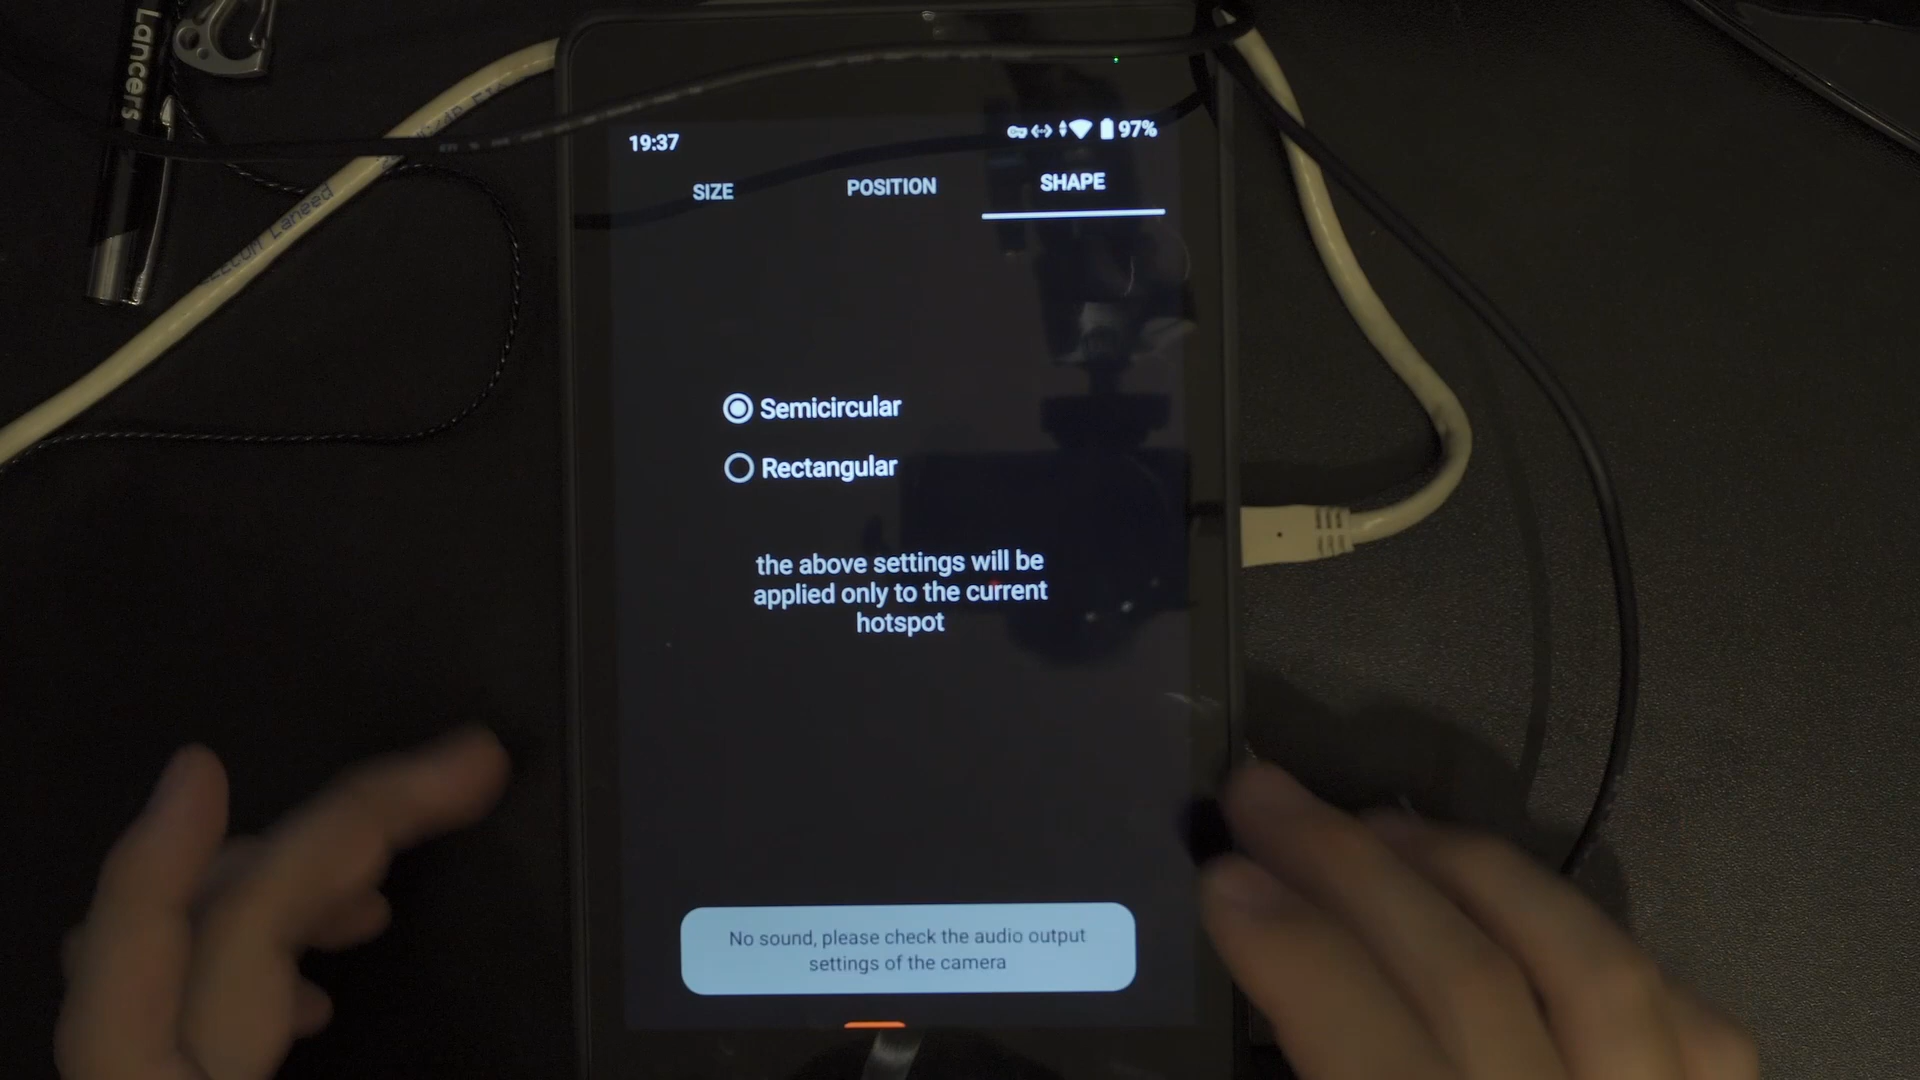 Lancers
19:37
97%
SIZE
POSITION
SHAPE
Semicircular
Rectangular
the above settings will be
applied only to the current
hotspot
No sound, please check the audio output
settings of the camera
Laneed